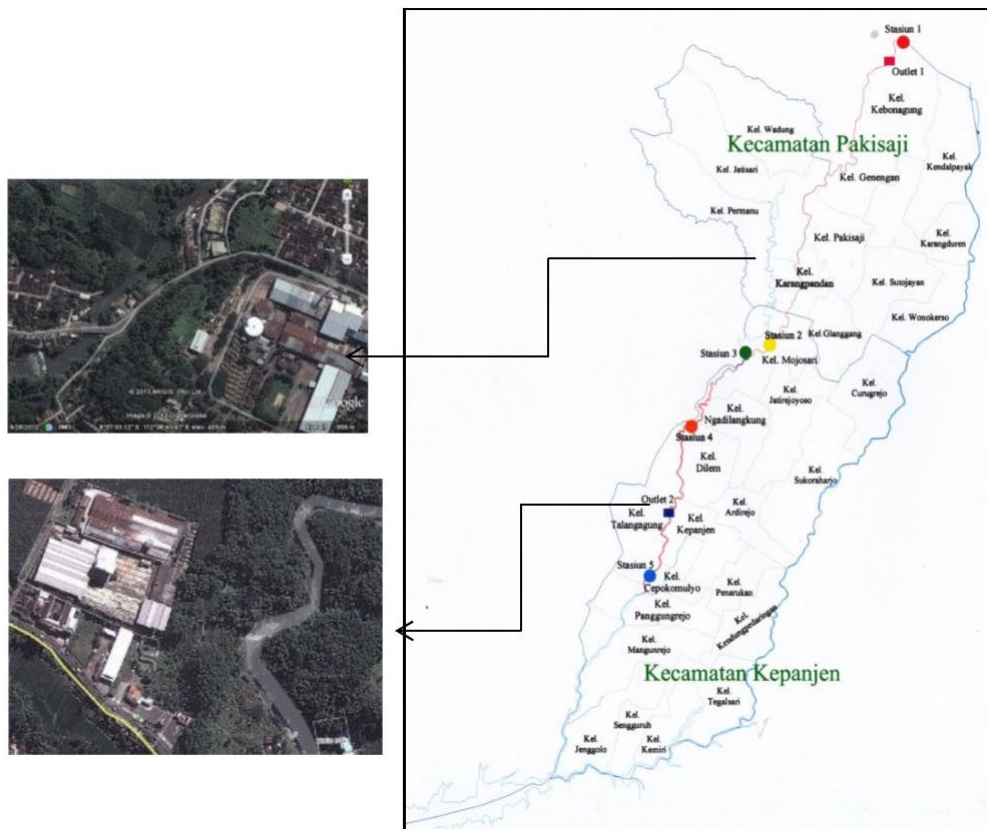 Stasiun 1
Outlet 1
Kel.
Kebonagung
Kel. Wadung
Kecamatan Pakisaji
Kel.
Kendalpayak
Kel. Jatisari
Kel. Genengan
Kel. Permanu
Kel. Pakisaji
Kel.
Karangduren
Kel.
Karangpandan
Kel. Sutojayan
Kel. Wonokerso
Stasiun 2
Kel Glanggang
Stasiun 3
Kel. Mojosari
Kel.
Jatirejoyoso
Kel.
Curugrejo
Kel.
Ngadilangkung
Stasiun 4
Kel.
Dilem
Kel.
Sukoraharjo
Outlet 2
Kel.
Talangagung
Kel.
Kepanjen
Kel.
Ardirejo
Stasiun 5
Kel.
Cepokomulyo
Kel.
Penarukan
Kel.
Panggungrejo
Kel.
Kendungpedaringan
Kel.
Mangunrejo
Kecamatan Kepanjen
Kel.
Tegalsari
Kel.
Sengguruh
Kel.
Jenggolo
Kel.
Kemiri
Google